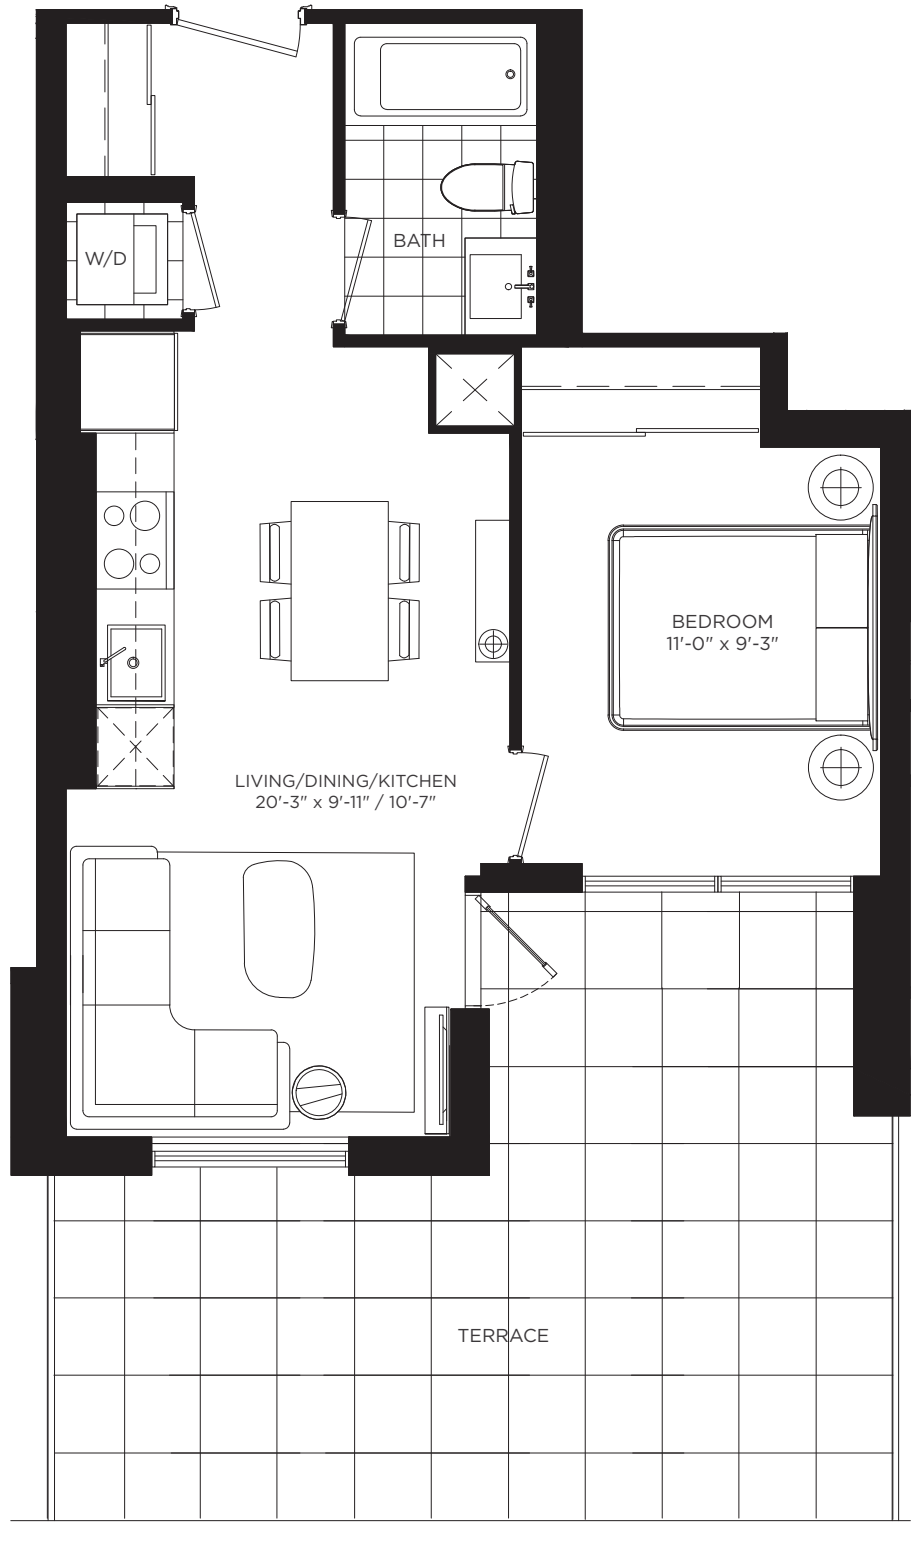 BATH
W/D
BEDROOM
11'-0" x 9'-3"
LIVING/DINING/KITCHEN
20'-3" x 9'-11" / 10'-7"
TERRACE